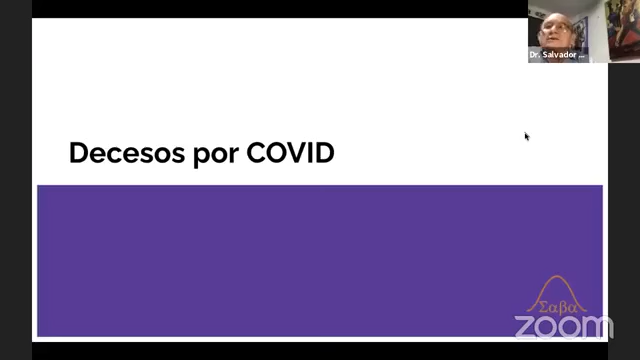 Dr. Salvador ...
Decesos por COVID
Σαβα
zoom